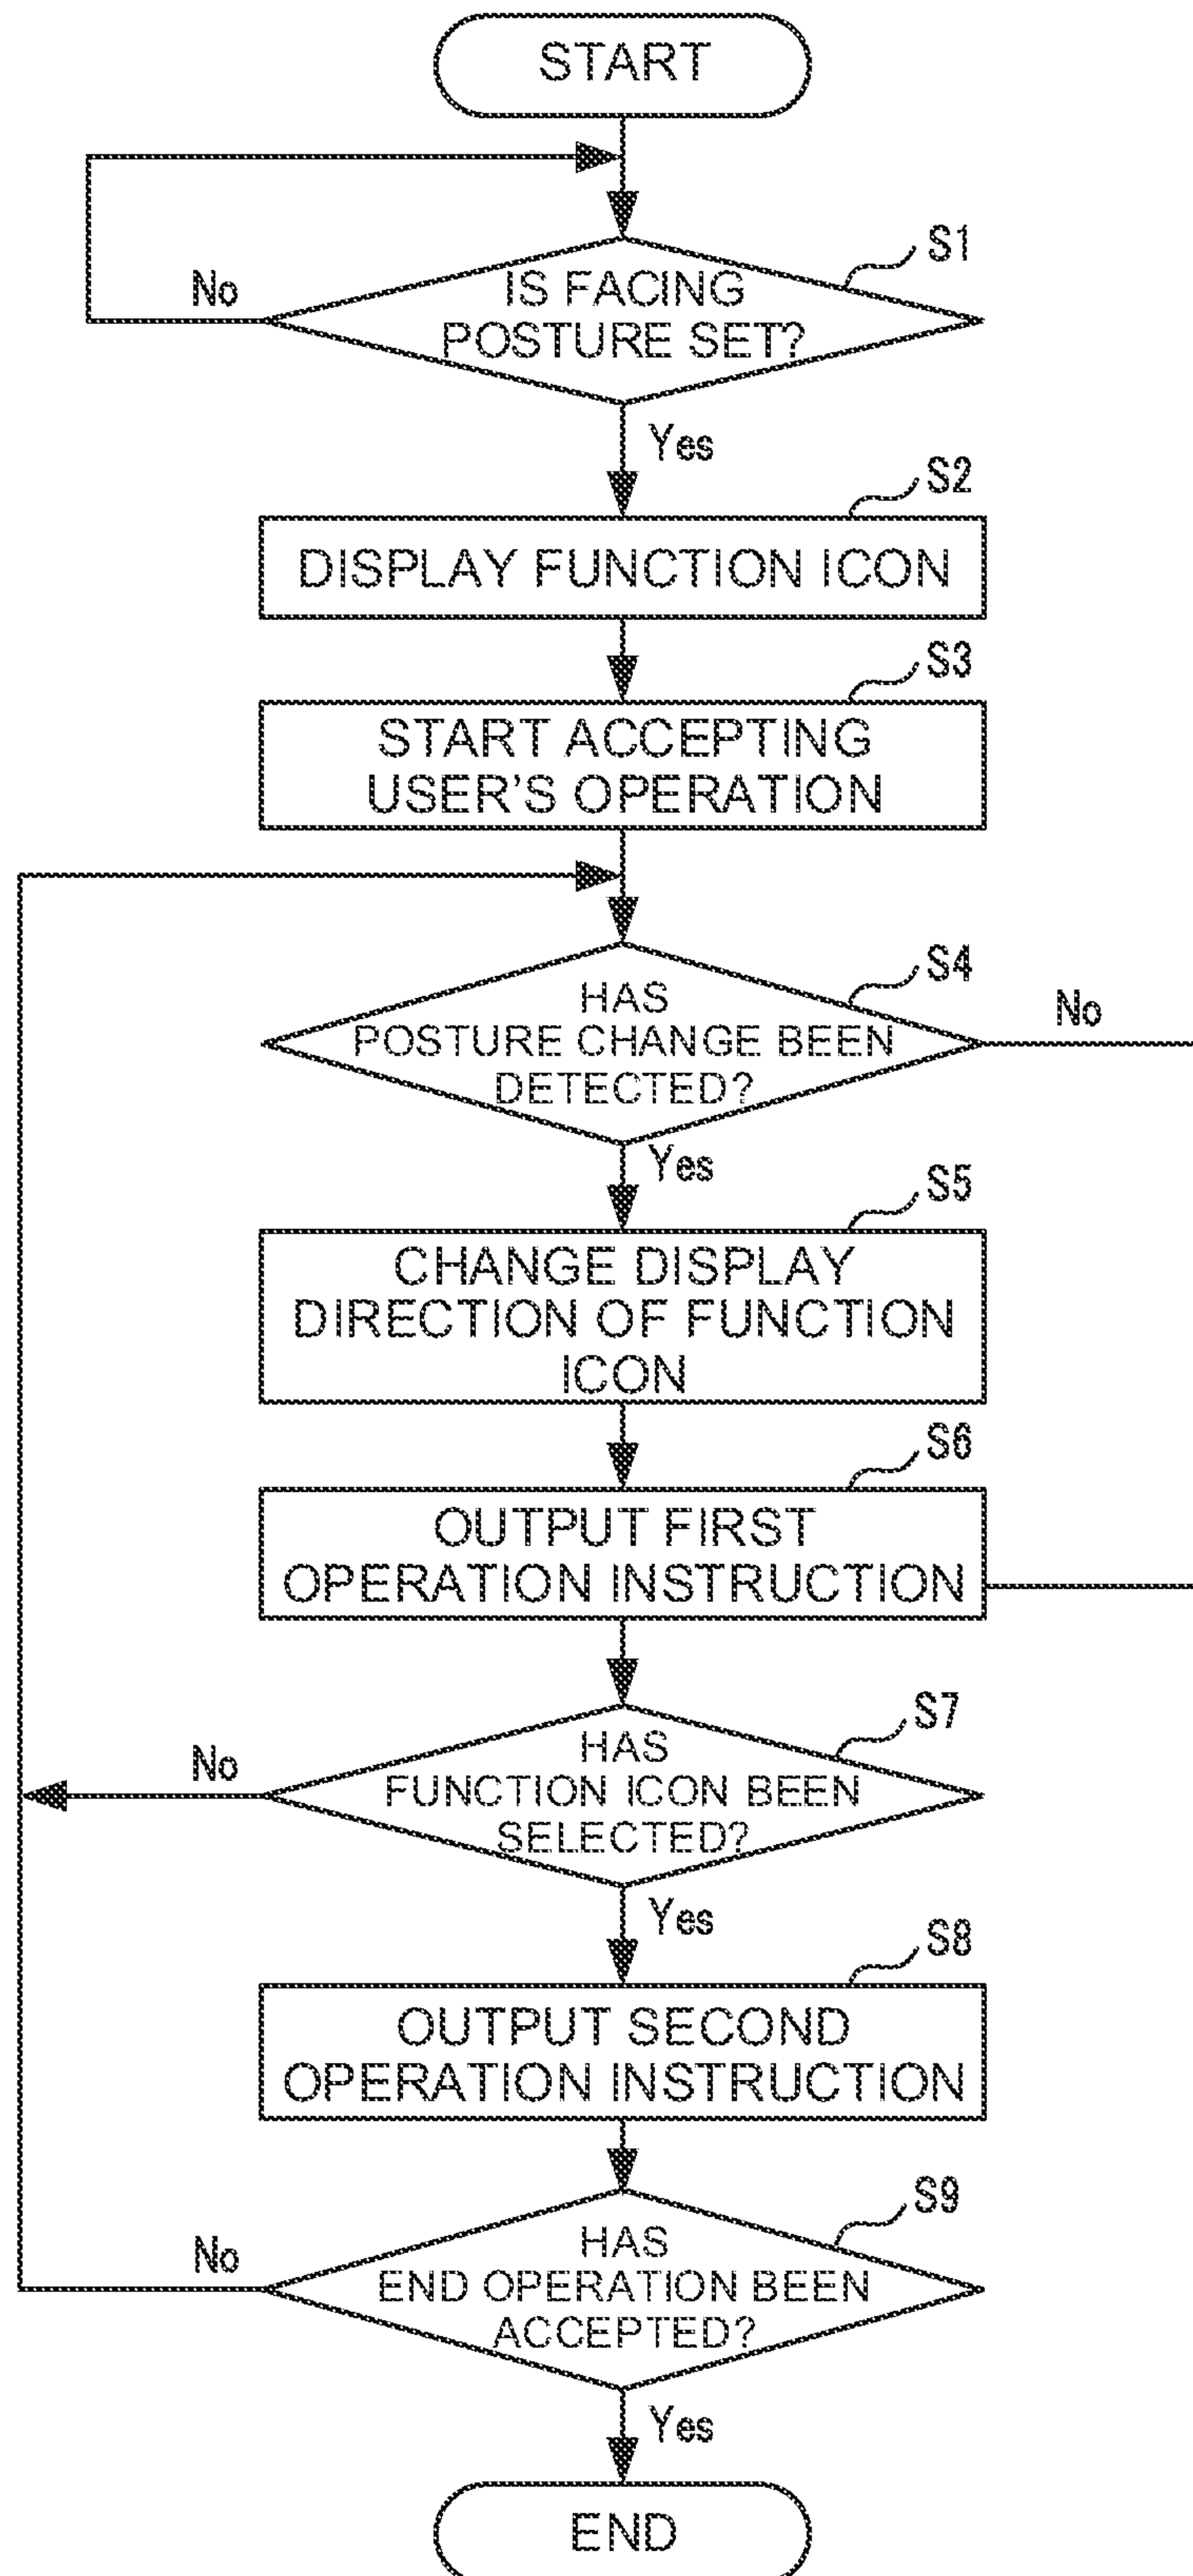 START
S1
No
IS FACING
POSTURE SET?
Yes
S2
DISPLAY FUNCTION ICON
S3
START ACCEPTING
USER'S OPERATION
S4
No
HAS
POSTURE CHANGE BEEN
DETECTED?
Yes
S5
CHANGE DISPLAY
DIRECTION OF FUNCTION
ICON
S6
OUTPUT FIRST
OPERATION INSTRUCTION
S7
No
HAS
FUNCTION ICON BEEN
SELECTED?
Yes
S8
OUTPUT SECOND
OPERATION INSTRUCTION
S9
No
HAS
END OPERATION BEEN
ACCEPTED?
Yes
END